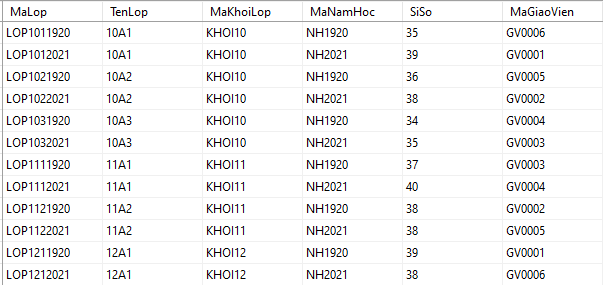 MaLop TenLop MaKhoiLop MaNamHoc SiSo MaGiaoVien
LOP1011920 10A1 KHOI10 NH1920 35 GV0006
LOP1012021 10A1 KHOI10 NH2021 39 GV0001
LOP1021920 10A2 KHOI10 NH1920 36 GV0005
LOP1022021 10A2 KHOI10 NH2021 38 GV0002
LOP1031920 10A3 KHOI10 NH1920 34 GV0004
LOP1032021 10A3 KHOI10 NH2021 35 GV0003
LOP1111920 11A1 KHOI11 NH1920 37 GV0003
LOP1112021 11A1 KHOI11 NH2021 40 GV0004
LOP1121920 11A2 KHOI11 NH1920 38 GV0002
LOP1122021 11A2 KHOI11 NH2021 38 GV0005
LOP1211920 12A1 KHOI12 NH1920 39 GV0001
LOP1212021 12A1 KHOI12 NH2021 38 GV0006